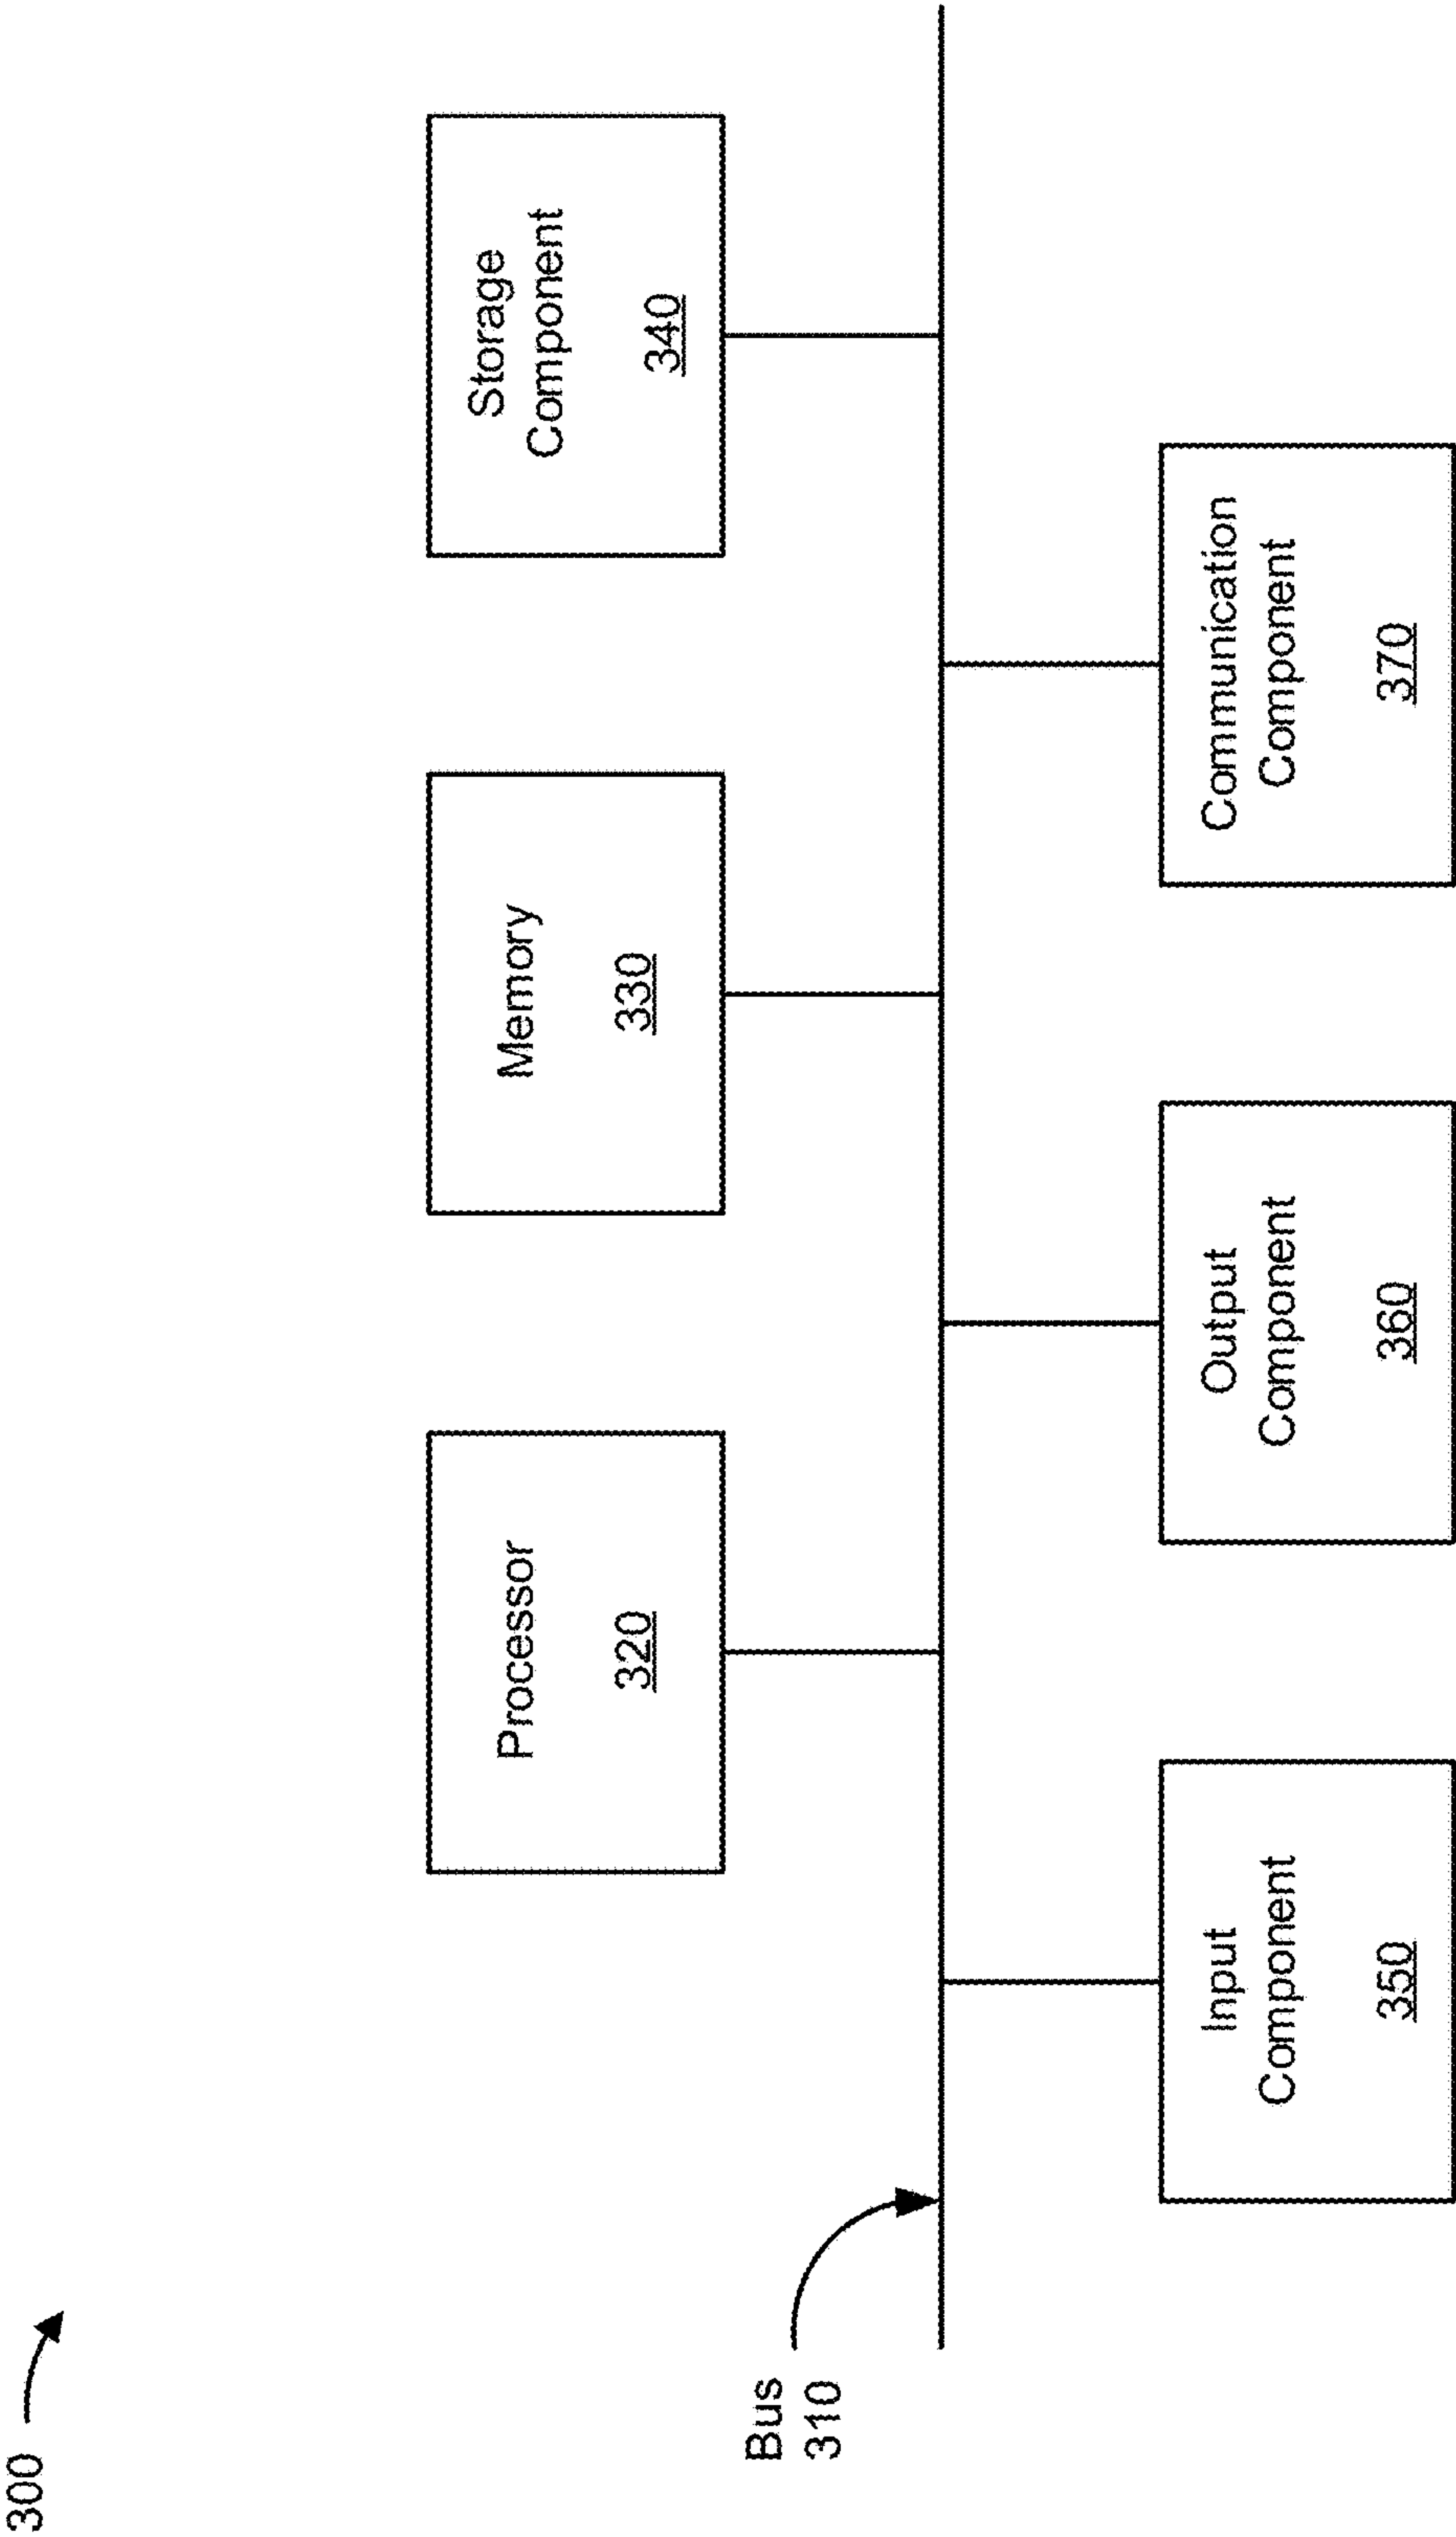 300
Processor
320
Memory
330
Storage
Component
340
Bus
310
Input
Component
350
Output
Component
360
Communication
Component
370